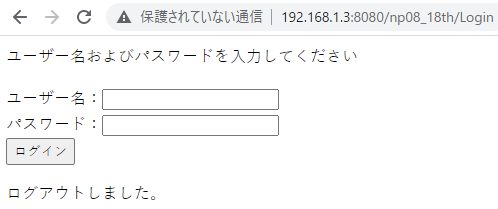 保護されていない通信 192.168.1.3:8080/np08_18th/Login
ユーザー名およびパスワードを入力してください
ユーザー名：
パスワード：
ログイン
ログアウトしました。